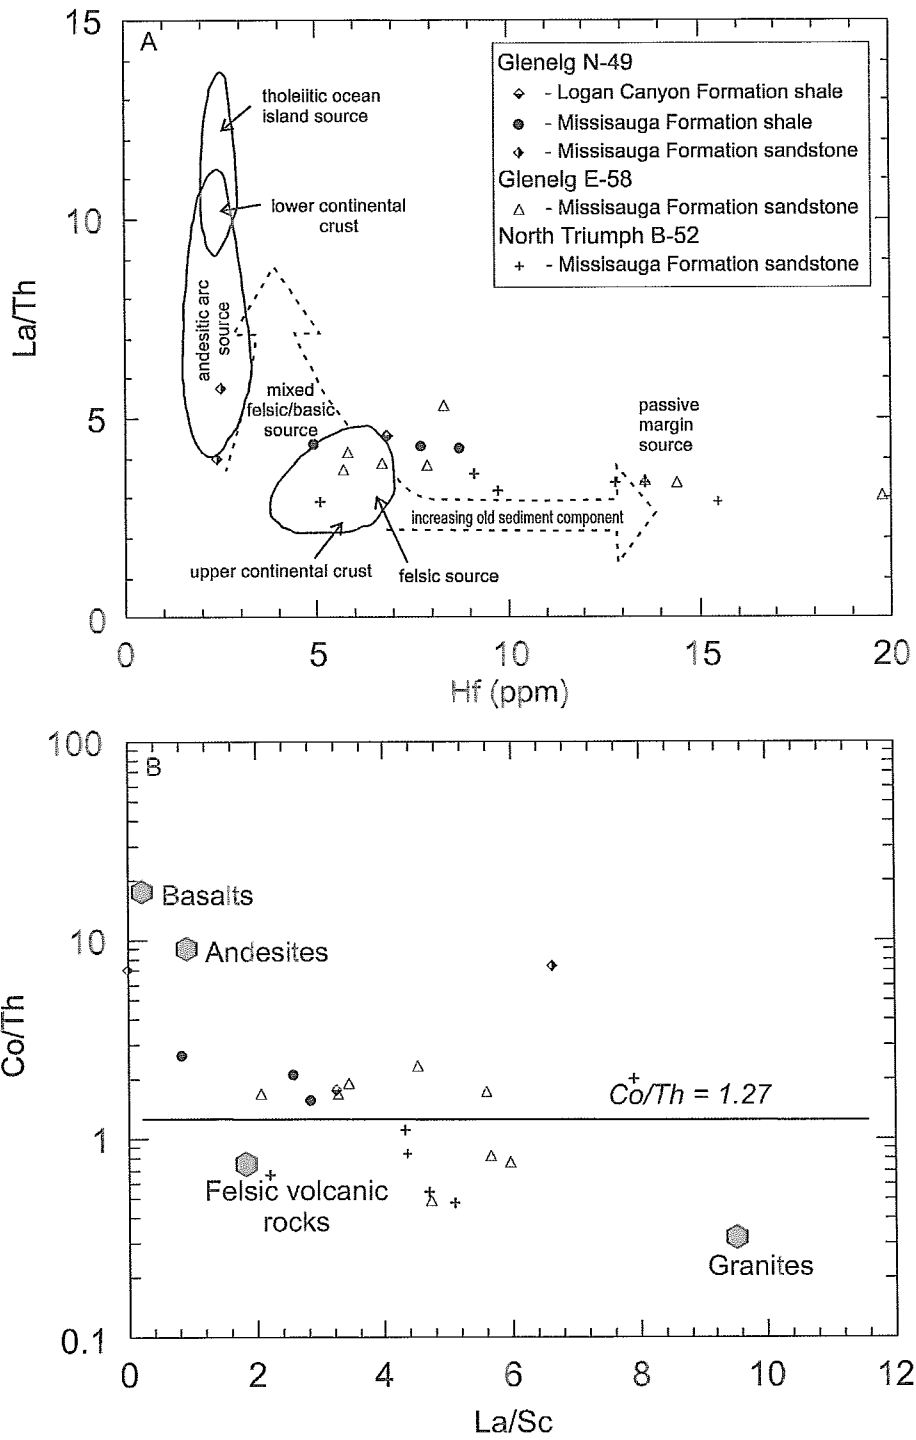 15
A
Glenelg N-49
- Logan Canyon Formation shale
- Missisauga Formation shale
- Missisauga Formation sandstone
Glenelg E-58
- Missisauga Formation sandstone
North Triumph B-52
- Missisauga Formation sandstone
tholeiitic ocean
island source
lower continental
crust
10
La/Th
andesitic arc
source
mixed
felsic/basic
source
passive
margin
source
5
increasing old sediment component
upper continental crust
felsic source
0
0
5
10
15
20
Hf (ppm)
100
B
Basalts
Andesites
10
Co/Th
Co/Th = 1.27
1
Felsic volcanic
rocks
Granites
0.1
0
2
4
6
8
10
12
La/Sc